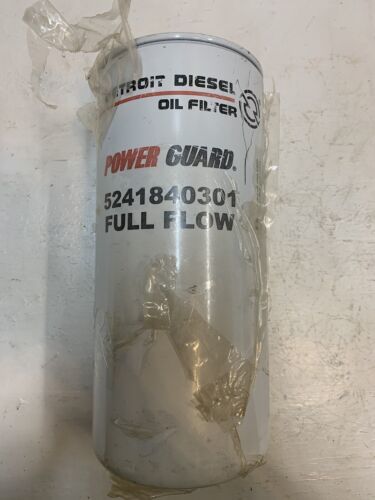 ETROIT DIESEL
OIL FILTER
POWER GUARD®
5241840301
FULL FLOW